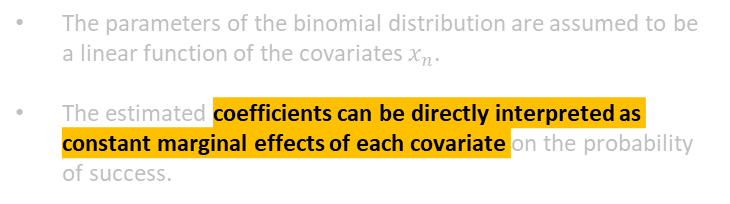 • The parameters of the binomial distribution are assumed to be
a linear function of the covariates xₙ.
• The estimated coefficients can be directly interpreted as
constant marginal effects of each covariate on the probability
of success.